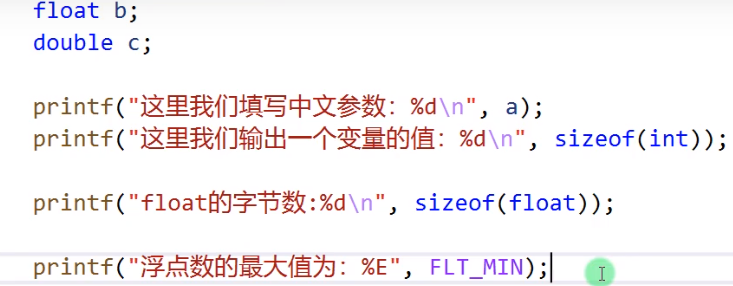 float b;
double c;
printf("这里我们填写中文参数：%d\n", a);
printf("这里我们输出一个变量的值：%d\n", sizeof(int));
printf("float的字节数:%d\n", sizeof(float));
printf("浮点数的最大值为：%E", FLT_MIN);